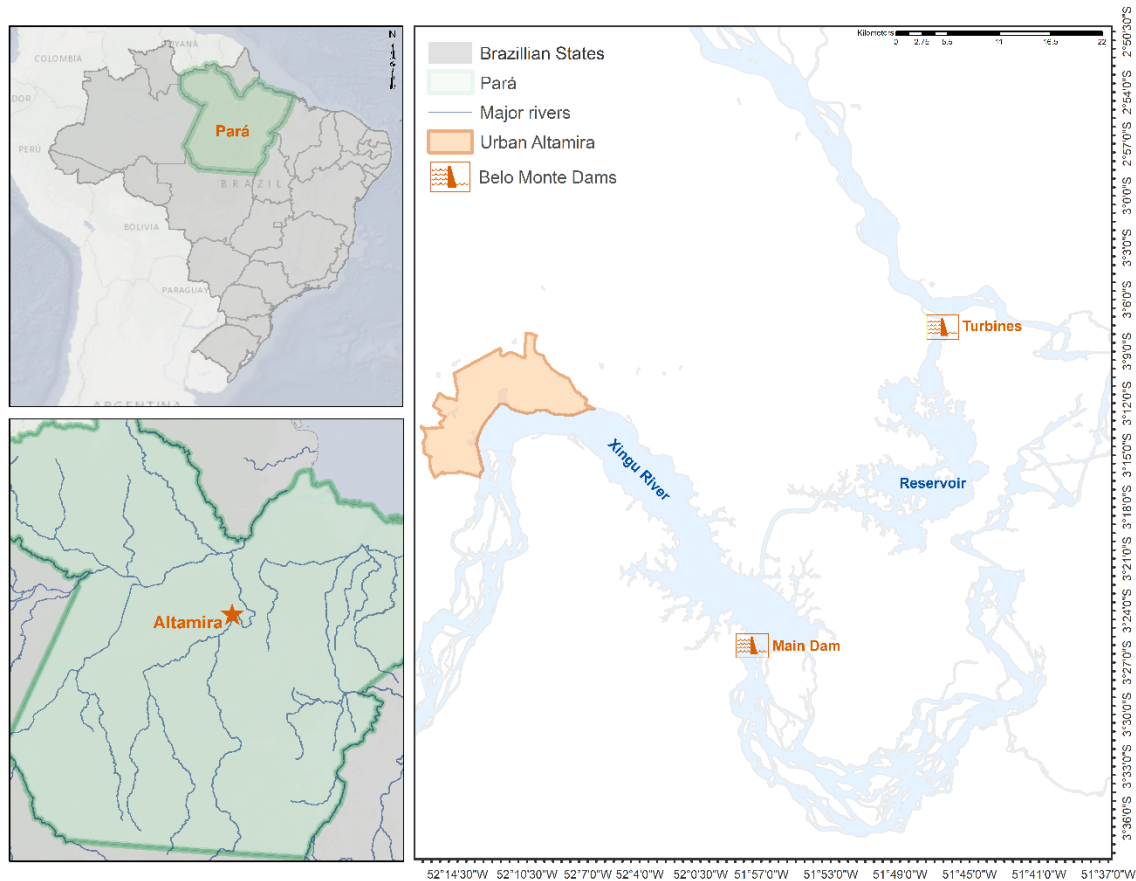 N
COLOMBIA
GUYANA
DOR
PERÚ
Pará
BRAZIL
BOLIVIA
PARAGUAY
ARGENTINA
Altamira
Brazillian States
Pará
Major rivers
Urban Altamira
Belo Monte Dams
Kilometers
0 2.75 5.5 11 16.5 22
Turbines
Xingu River
Reservoir
Main Dam
2°50'30"S
2°54'0"S
2°57'0"S
3°0'0"S
3°3'0"S
3°6'0"S
3°9'0"S
3°12'0"S
3°15'0"S
3°18'0"S
3°21'0"S
3°24'0"S
3°27'0"S
3°30'0"S
3°33'0"S
3°36'0"S
52°14'30"W 52°10'30"W 52°7'0"W 52°4'0"W 52°0'30"W 51°57'0"W 51°53'0"W 51°49'0"W 51°45'0"W 51°41'0"W 51°37'0"W